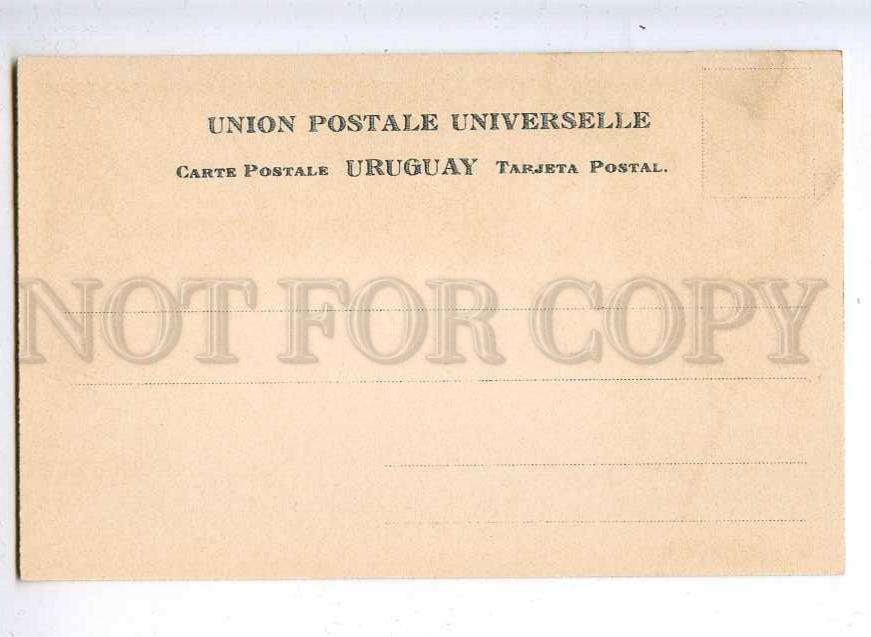 UNION POSTALE UNIVERSELLE
CARTE POSTALE URUGUAY TARJETA POSTAL.
NOT FOR COPY